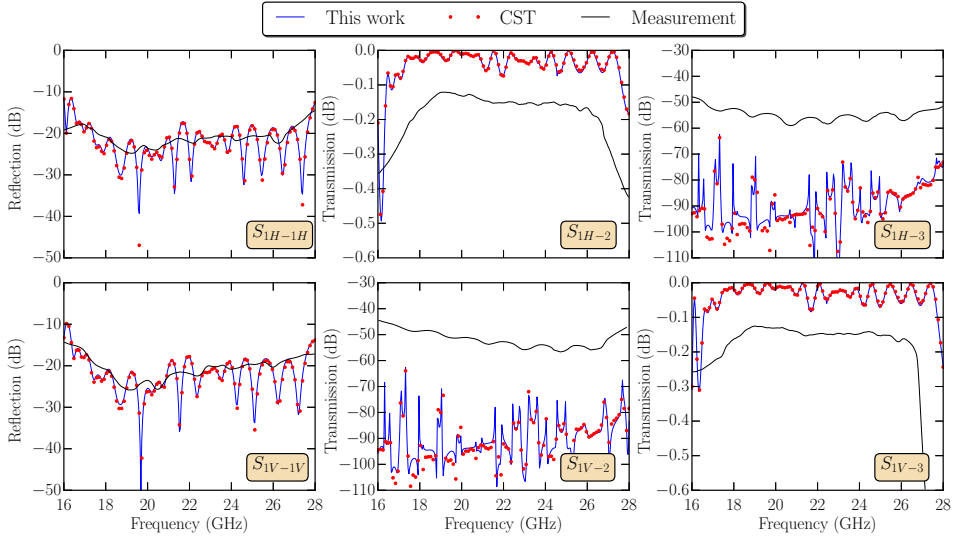 This work CST Measurement
0 −10 −20 −30 −40 −50
Reflection (dB)
S1H−1H
0.0 −0.1 −0.2 −0.3 −0.4 −0.5 −0.6
Transmission (dB)
S1H−2
−30 −40 −50 −60 −70 −80 −90 −100 −110
Transmission (dB)
S1H−3
0 −10 −20 −30 −40 −50
Reflection (dB)
S1V−1V
16 18 20 22 24 26 28
Frequency (GHz)
−30 −40 −50 −60 −70 −80 −90 −100 −110
Transmission (dB)
S1V−2
16 18 20 22 24 26 28
Frequency (GHz)
0.0 −0.1 −0.2 −0.3 −0.4 −0.5 −0.6
Transmission (dB)
S1V−3
16 18 20 22 24 26 28
Frequency (GHz)